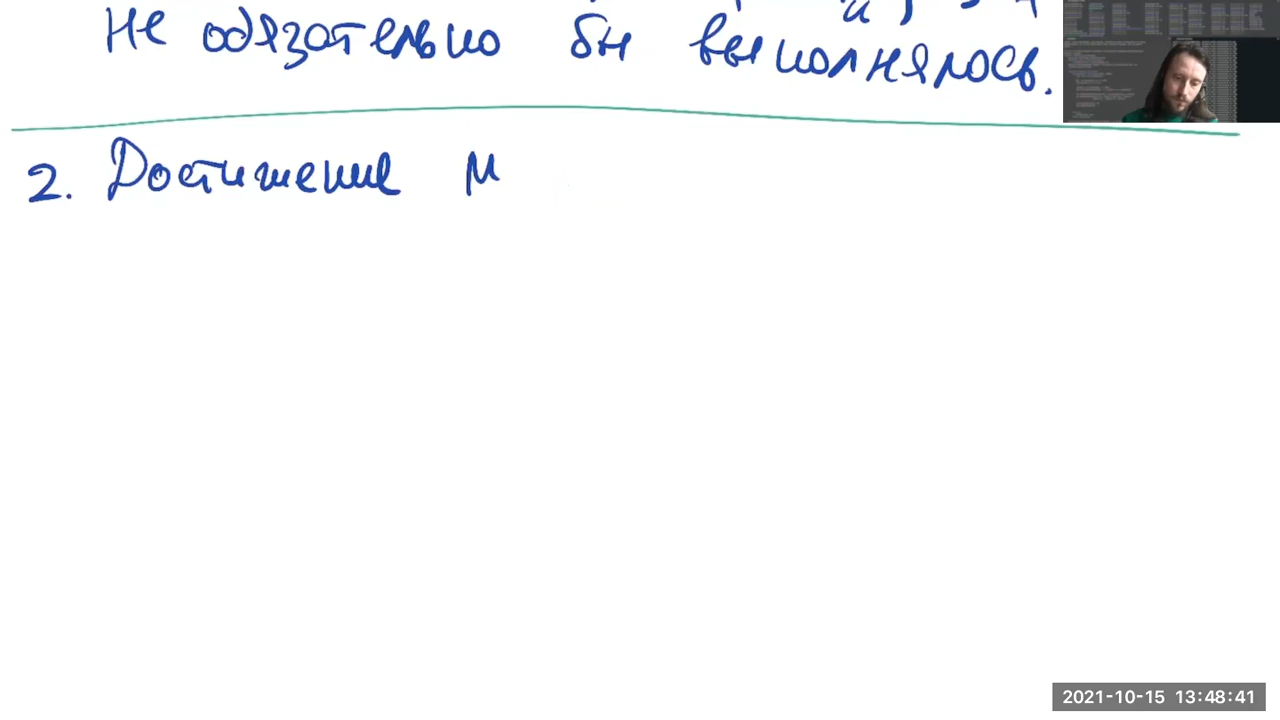 не обязательно бы выполнялось.
2. Достижение м
2021-10-15 13:48:41